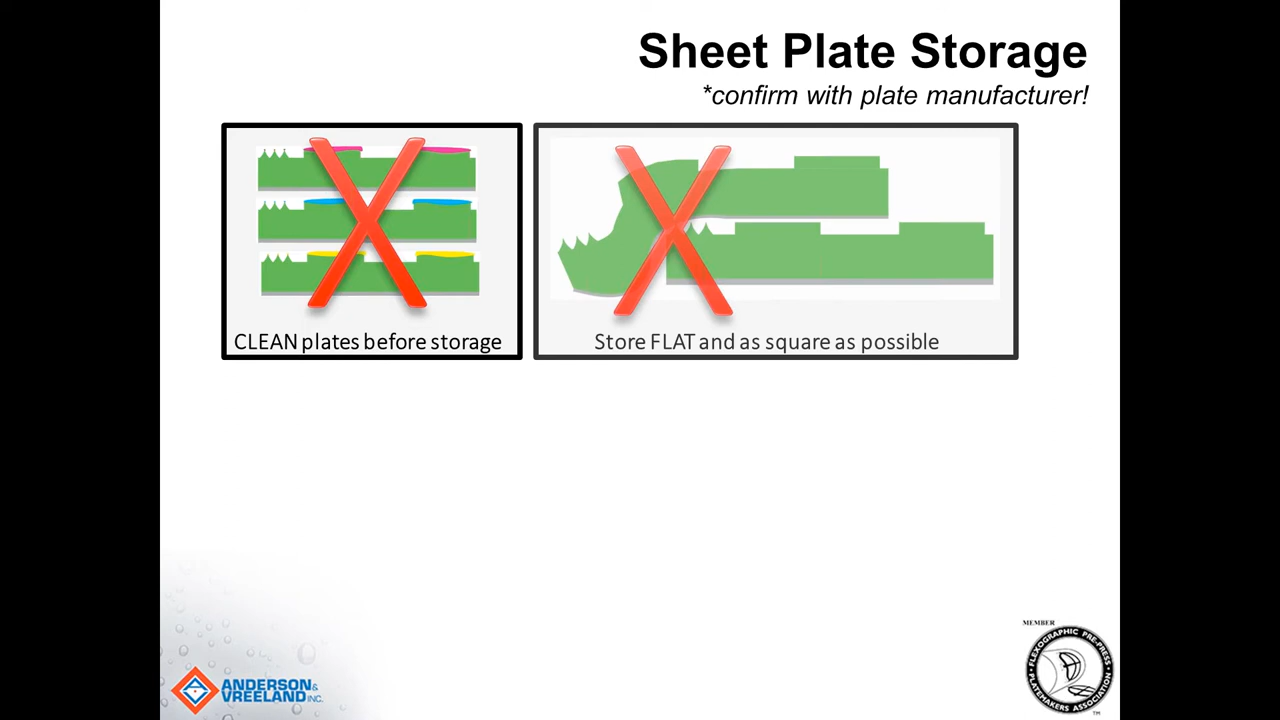 Sheet Plate Storage
*confirm with plate manufacturer!
CLEAN plates before storage
Store FLAT and as square as possible
ANDERSON &
VREELAND INC.
MEMBER
FLEXOGRAPHIC PRE-PRESS
PLATEMAKERS ASSOCIATION
TM